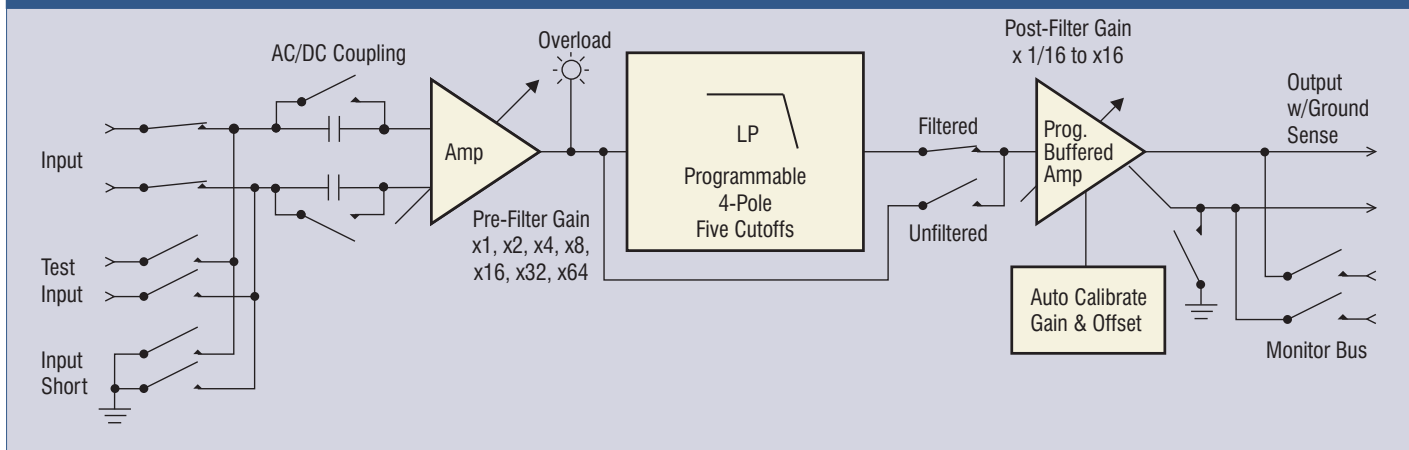 AC/DC Coupling
Overload
Post-Filter Gain
x 1/16 to x16
Output
w/Ground
Sense
Input
Amp
LP
Programmable
4-Pole
Five Cutoffs
Filtered
Unfiltered
Prog.
Buffered
Amp
Pre-Filter Gain
x1, x2, x4, x8,
x16, x32, x64
Test
Input
Auto Calibrate
Gain & Offset
Input
Short
Monitor Bus